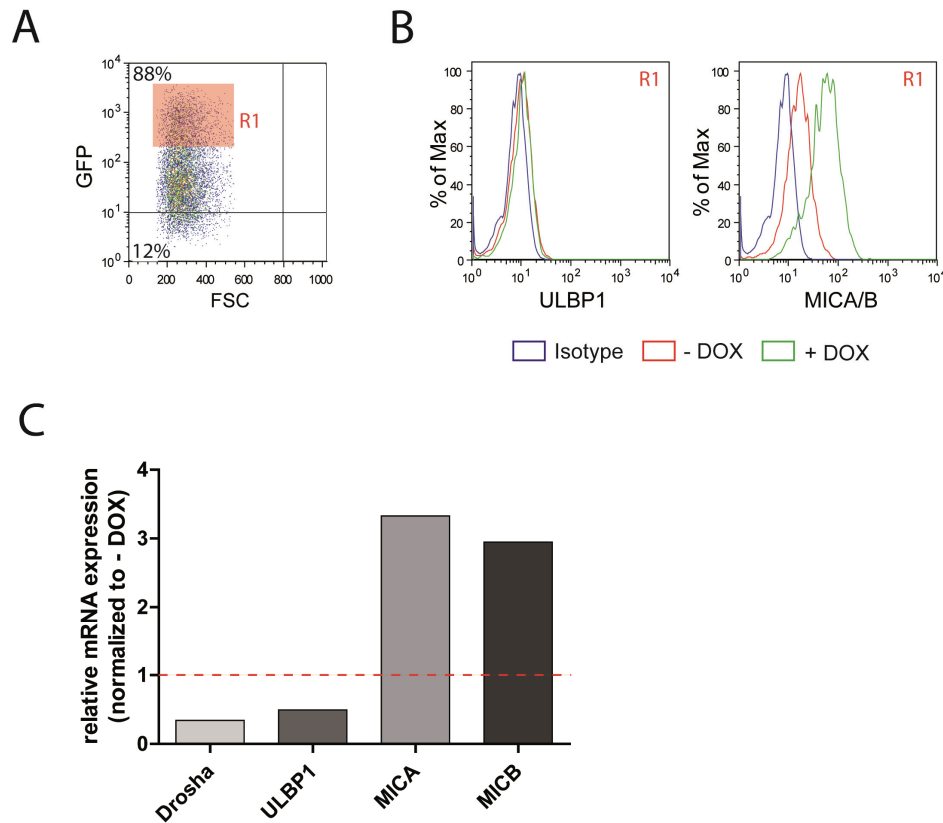 A
10^4
88%
10^3
R1
10^2
10^1
12%
10^0
0 200 400 600 800 1000
GFP
FSC
B
100
80
60
40
20
0
R1
% of Max
10^0 10^1 10^2 10^3 10^4
ULBP1
100
80
60
40
20
0
R1
% of Max
10^0 10^1 10^2 10^3 10^4
MICA/B
Isotype - DOX + DOX
C
relative mRNA expression
(normalized to - DOX)
4
3
2
1
0
Drosha
ULBP1
MICA
MICB